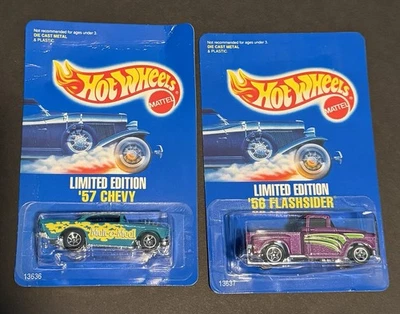 Not recommended for ages under 3.
DIE CAST METAL
& PLASTIC
Hot Wheels
MATTEL
LIMITED EDITION
'57 CHEVY
13636
Not recommended for ages under 3.
DIE CAST METAL
& PLASTIC
Hot Wheels
MATTEL
LIMITED EDITION
'56 FLASHSIDER
13637